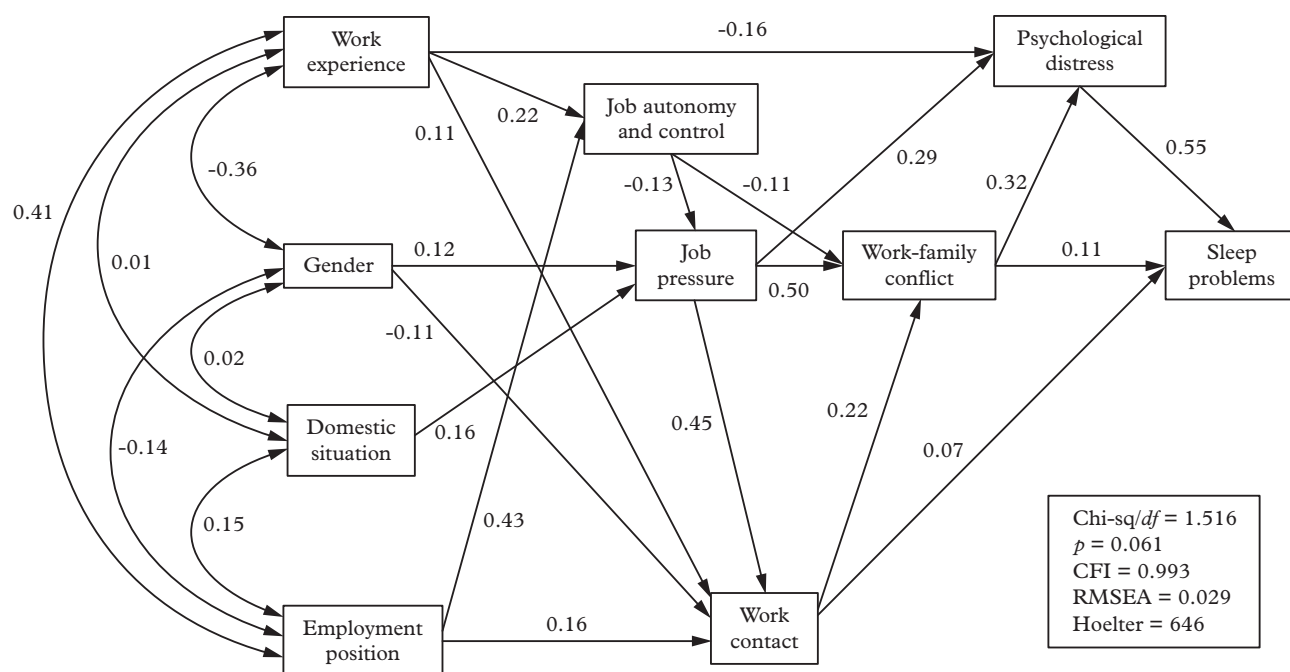 Work
experience
-0.16
Psychological
distress
Job autonomy
and control
0.22
0.11
0.55
0.29
-0.36
-0.13
-0.11
0.32
0.41
Gender
0.12
Job
pressure
0.50
Work-family
conflict
0.11
Sleep
problems
0.01
-0.11
0.02
Domestic
situation
0.16
0.45
0.22
0.07
-0.14
0.15
0.43
Employment
position
0.16
Work
contact
Chi-sq/df = 1.516
p = 0.061
CFI = 0.993
RMSEA = 0.029
Hoelter = 646